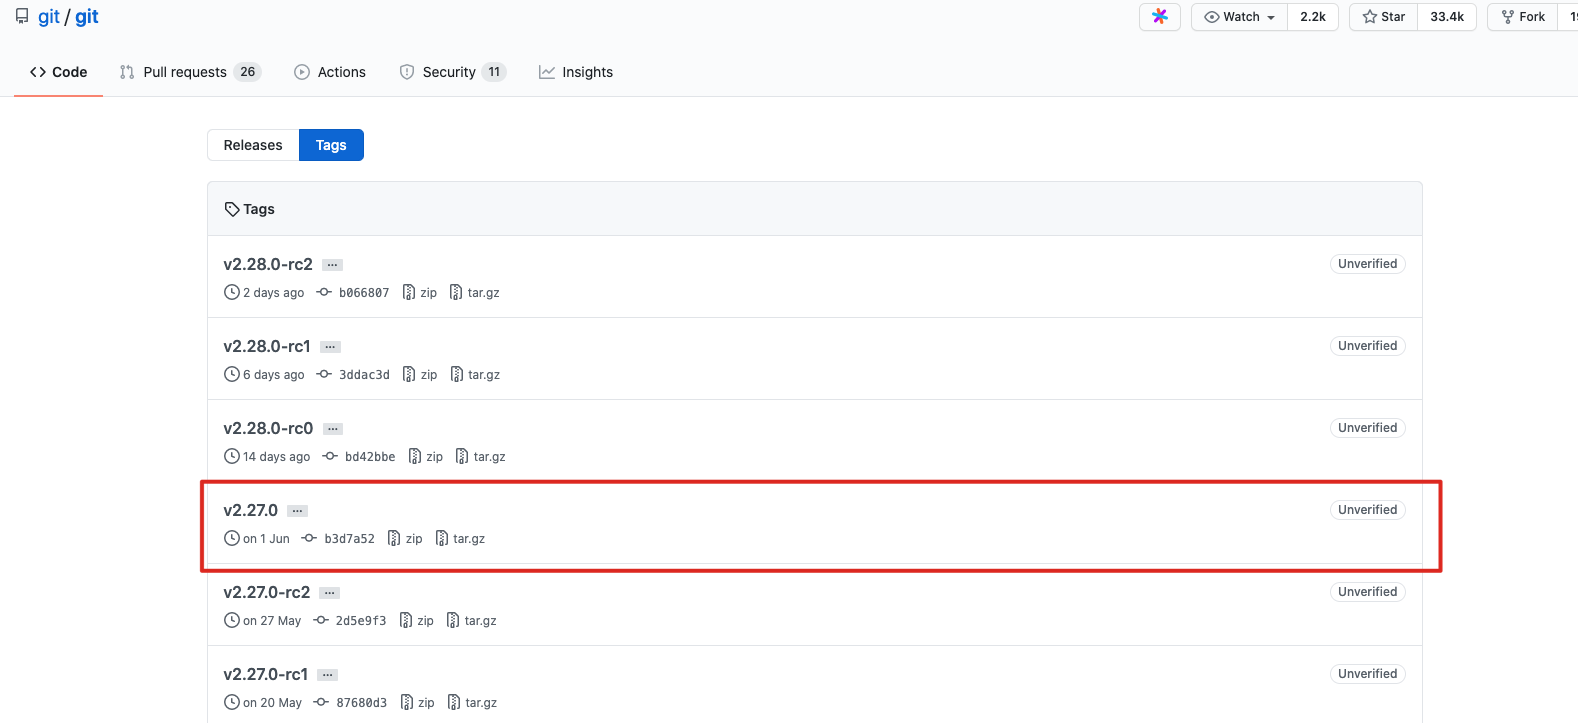 git / git
Watch 2.2k Star 33.4k Fork
Code Pull requests 26 Actions Security 11 Insights
Releases Tags
Tags
v2.28.0-rc2 ... Unverified
2 days ago b066807 zip tar.gz
v2.28.0-rc1 ... Unverified
6 days ago 3ddac3d zip tar.gz
v2.28.0-rc0 ... Unverified
14 days ago bd42bbe zip tar.gz
v2.27.0 ... Unverified
on 1 Jun b3d7a52 zip tar.gz
v2.27.0-rc2 ... Unverified
on 27 May 2d5e9f3 zip tar.gz
v2.27.0-rc1 ... Unverified
on 20 May 87680d3 zip tar.gz